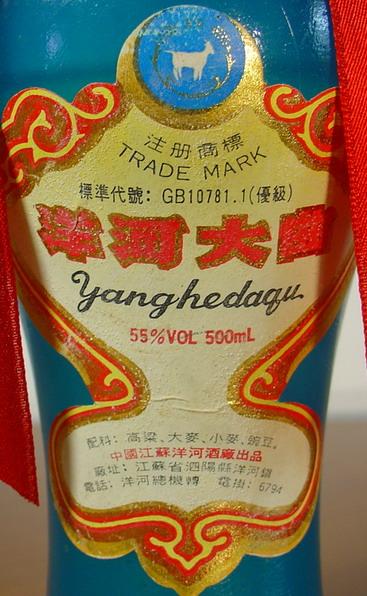 注册商標
TRADE MARK
標準代號: GB10781.1(優級)
洋河大曲
Yanghedaqu
55%VOL 500mL
配料: 高梁、大麥、小麥、豌豆。
中國江蘇洋河酒廠出品
廠址: 江蘇省泗陽縣洋河鎮
電話: 洋河總機轉 電掛: 6794